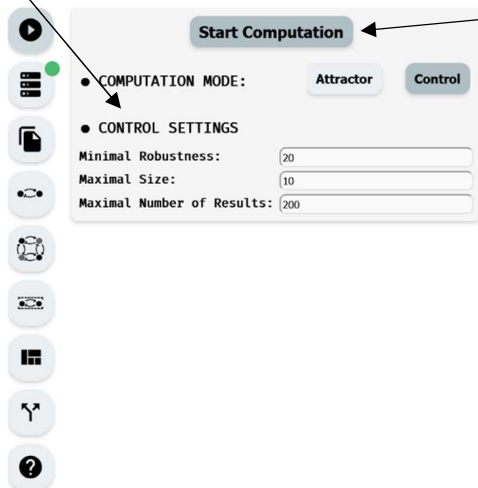 Start Computation
● COMPUTATION MODE: Attractor Control
● CONTROL SETTINGS
Minimal Robustness: 20
Maximal Size: 10
Maximal Number of Results: 200
?